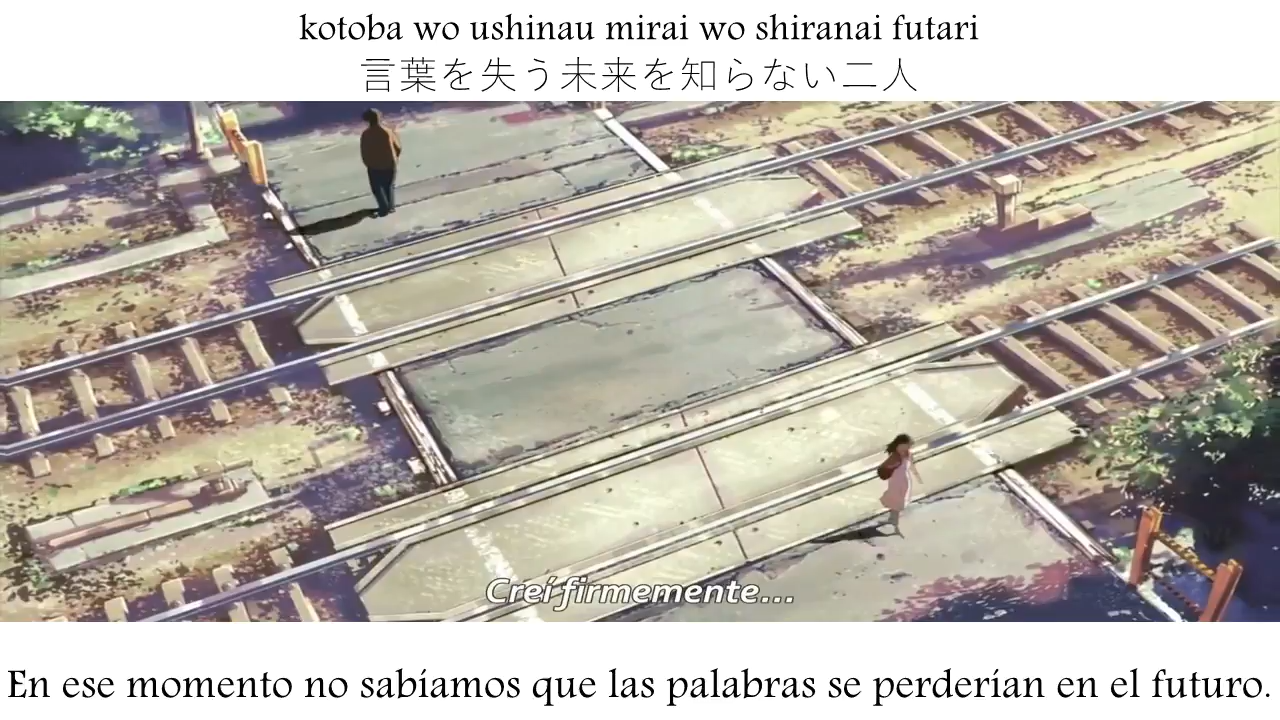 kotoba wo ushinau mirai wo shiranai futari
言葉を失う未来を知らない二人
Creí firmemente...
En ese momento no sabíamos que las palabras se perderían en el futuro.